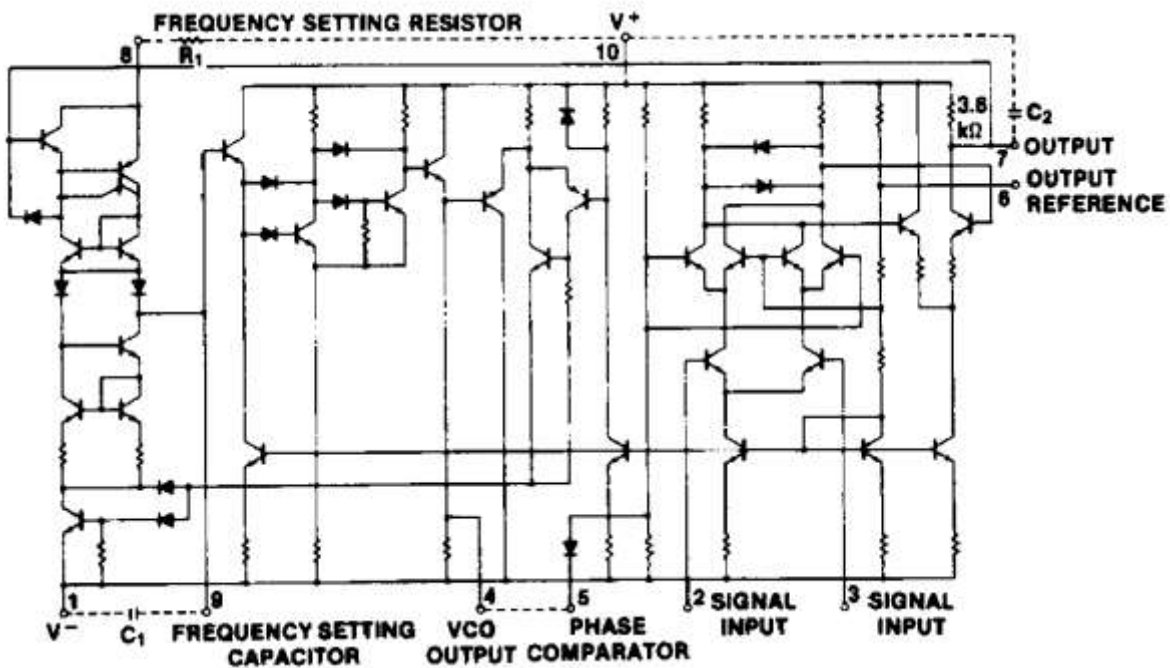 FREQUENCY SETTING RESISTOR
V+
8
R1
10
3.6
kΩ
C2
7
OUTPUT
6
OUTPUT
REFERENCE
1
V−
C1
9
FREQUENCY SETTING
CAPACITOR
4
VCO
OUTPUT
5
PHASE
COMPARATOR
2
SIGNAL
INPUT
3
SIGNAL
INPUT